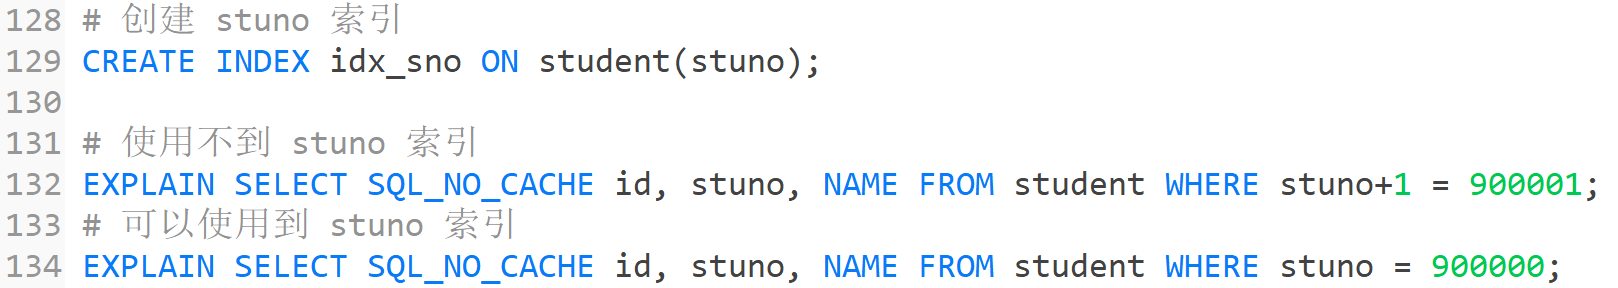 128 # 创建 stuno 索引
129 CREATE INDEX idx_sno ON student(stuno);
130
131 # 使用不到 stuno 索引
132 EXPLAIN SELECT SQL_NO_CACHE id, stuno, NAME FROM student WHERE stuno+1 = 900001;
133 # 可以使用到 stuno 索引
134 EXPLAIN SELECT SQL_NO_CACHE id, stuno, NAME FROM student WHERE stuno = 900000;